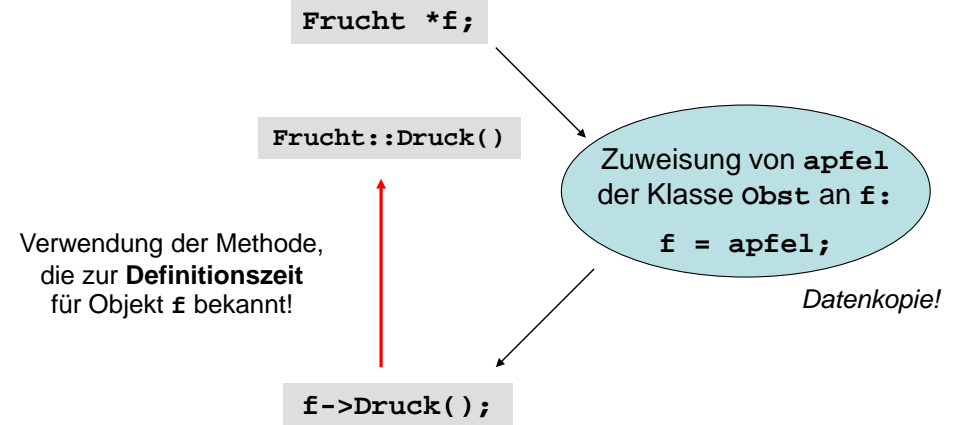 Frucht *f;
Frucht::Druck()
Zuweisung von apfel
der Klasse Obst an f:
f = apfel;
Verwendung der Methode,
die zur Definitionszeit
für Objekt f bekannt!
Datenkopie!
f->Druck();